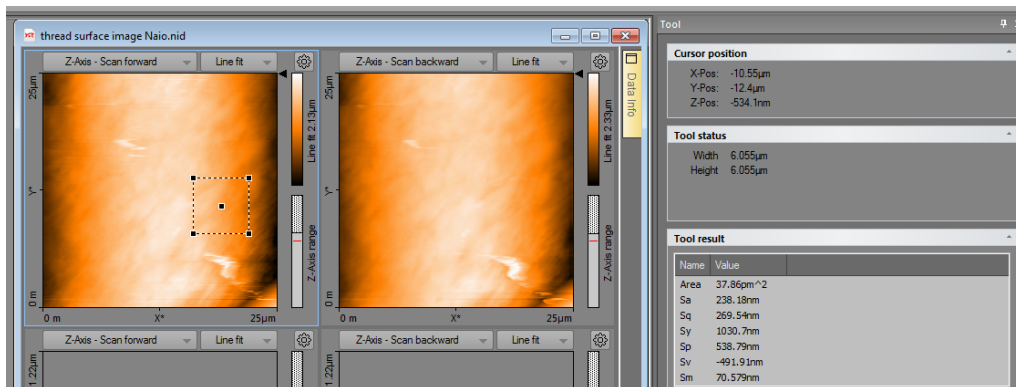 thread surface image Naio.nid
Z-Axis - Scan forward
Line fit
25µm
Y*
0 m
0 m
X*
25µm
Line fit 2.13µm
Z-Axis range
Z-Axis - Scan backward
Line fit
25µm
Y*
0 m
0 m
X*
25µm
Line fit 2.33µm
Z-Axis range
Data Info
Z-Axis - Scan forward
Line fit
1.22µm
Z-Axis - Scan backward
Line fit
1.22µm
Tool
Cursor position
X-Pos: -10.55µm
Y-Pos: -12.4µm
Z-Pos: -534.1nm
Tool status
Width 6.055µm
Height 6.055µm
Tool result
Name Value
Area 37.86pm^2
Sa 238.18nm
Sq 269.54nm
Sy 1030.7nm
Sp 538.79nm
Sv -491.91nm
Sm 70.579nm